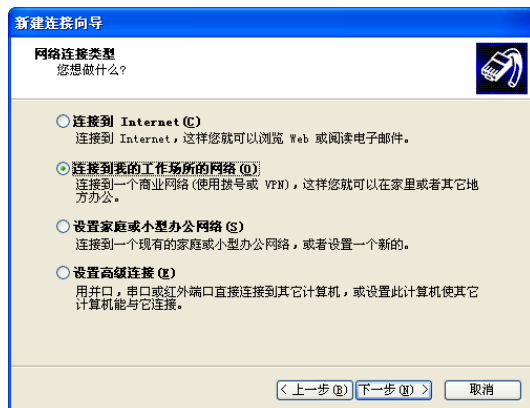 新建连接向导
网络连接类型
您想做什么?
连接到 Internet(C)
连接到 Internet,这样您就可以浏览 Web 或阅读电子邮件。
连接到我的工作场所的网络(O)
连接到一个商业网络(使用拨号或 VPN),这样您就可以在家里或者其它地
方办公。
设置家庭或小型办公网络(S)
连接到一个现有的家庭或小型办公网络,或者设置一个新的。
设置高级连接(E)
用并口,串口或红外端口直接连接到其它计算机,或设置此计算机使其它
计算机能与它连接。
< 上一步(B) 下一步(N) > 取消